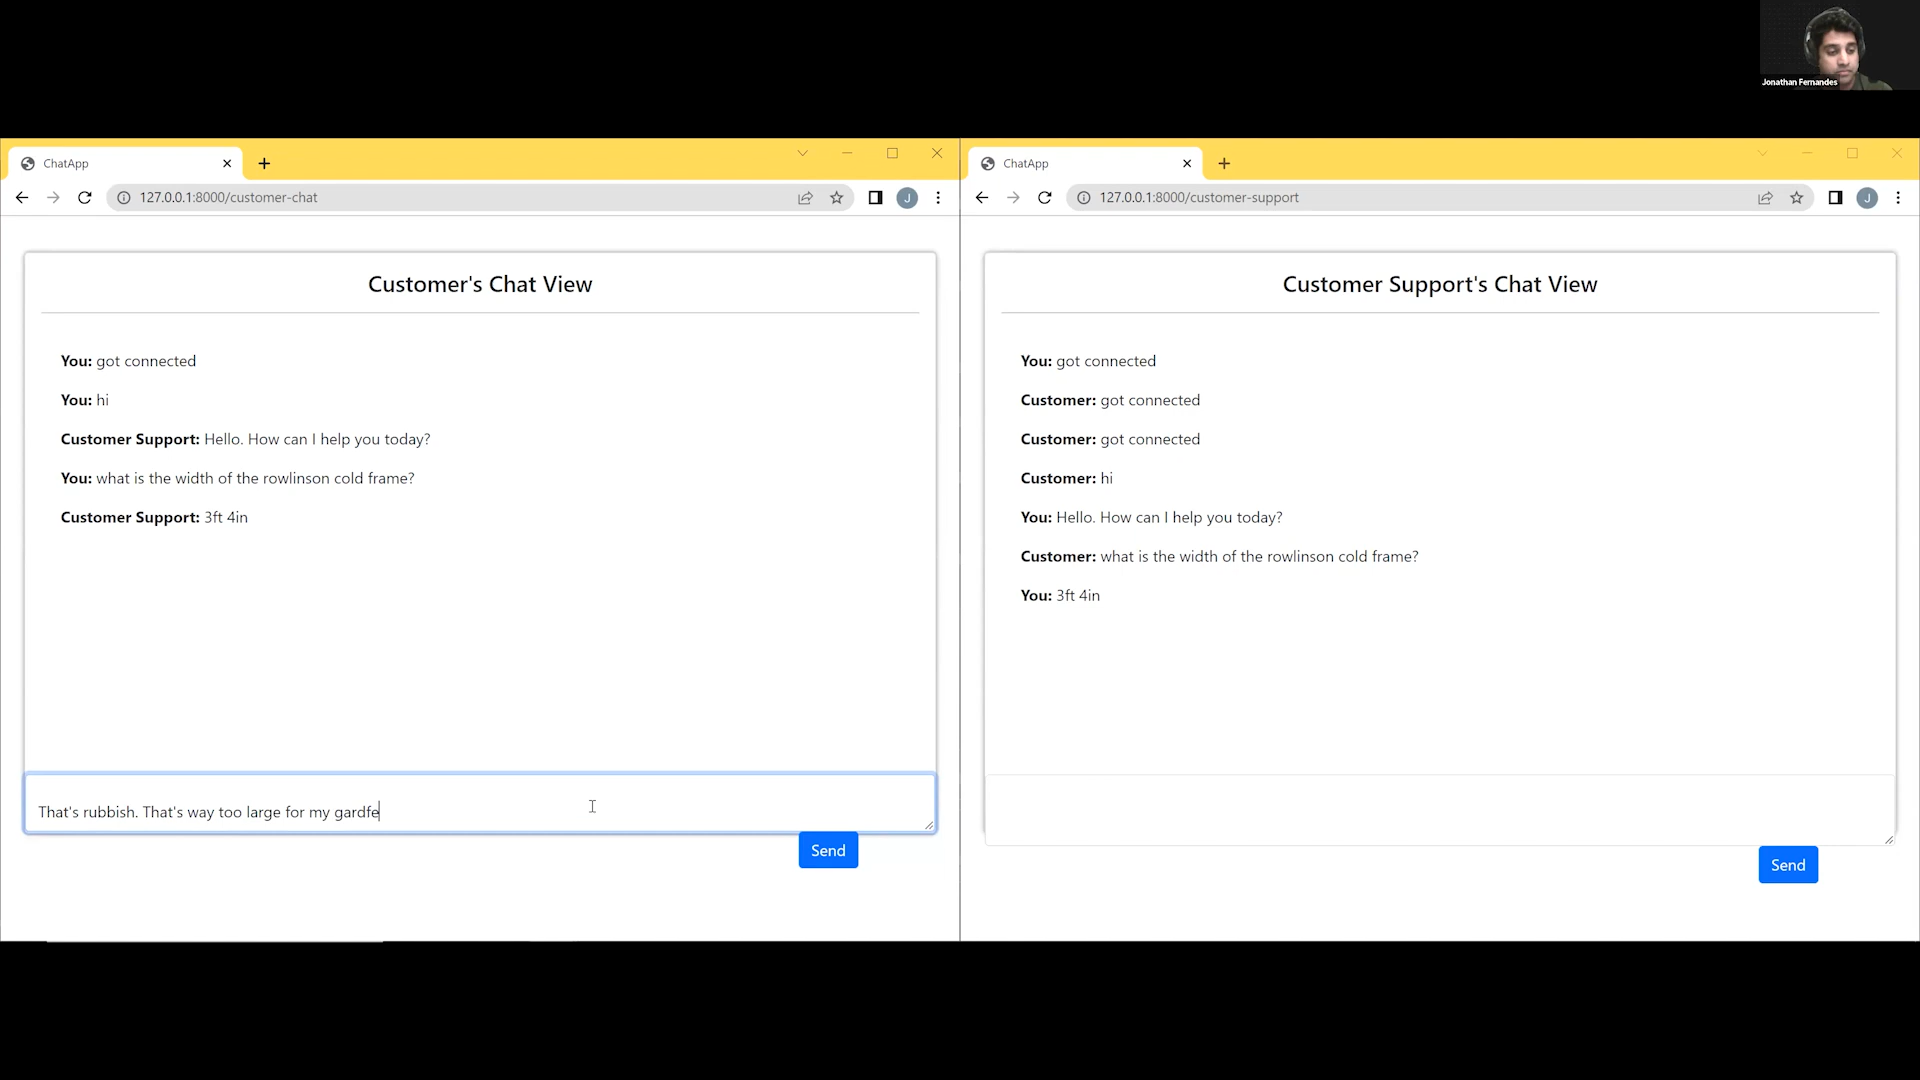 Jonathan Fernandes
ChatApp
127.0.0.1:8000/customer-chat
J
Customer's Chat View
You: got connected
You: hi
Customer Support: Hello. How can I help you today?
You: what is the width of the rowlinson cold frame?
Customer Support: 3ft 4in
That's rubbish. That's way too large for my gardfe
Send
ChatApp
127.0.0.1:8000/customer-support
J
Customer Support's Chat View
You: got connected
Customer: got connected
Customer: got connected
Customer: hi
You: Hello. How can I help you today?
Customer: what is the width of the rowlinson cold frame?
You: 3ft 4in
Send